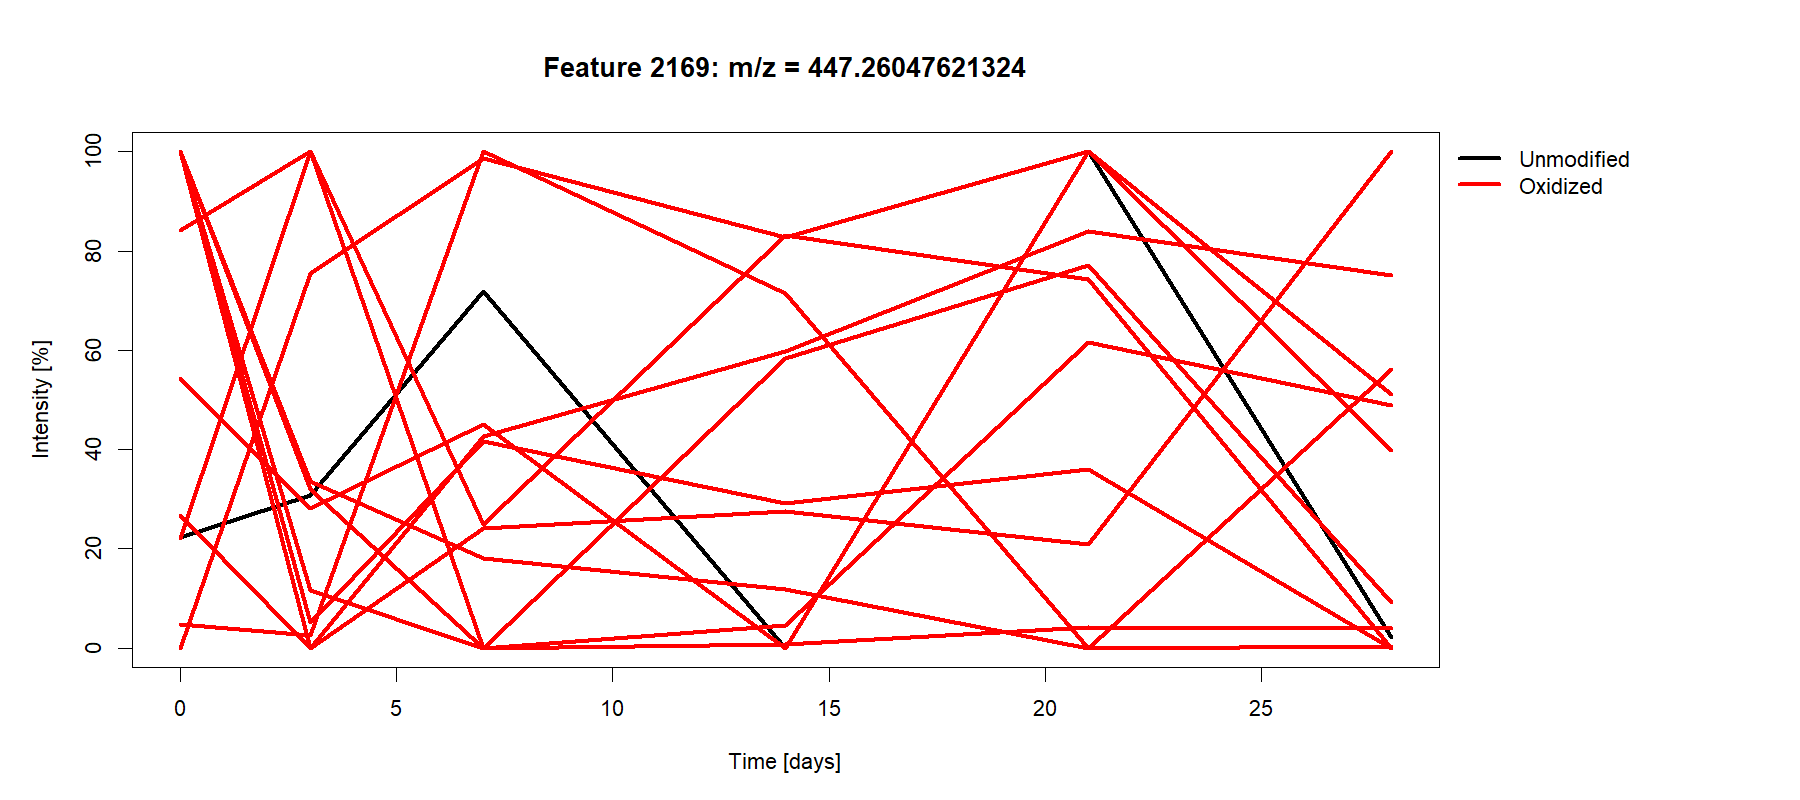 Feature 2169: m/z = 447.26047621324
Unmodified
Oxidized
Intensity [%]
100
80
60
40
20
0
0 5 10 15 20 25
Time [days]